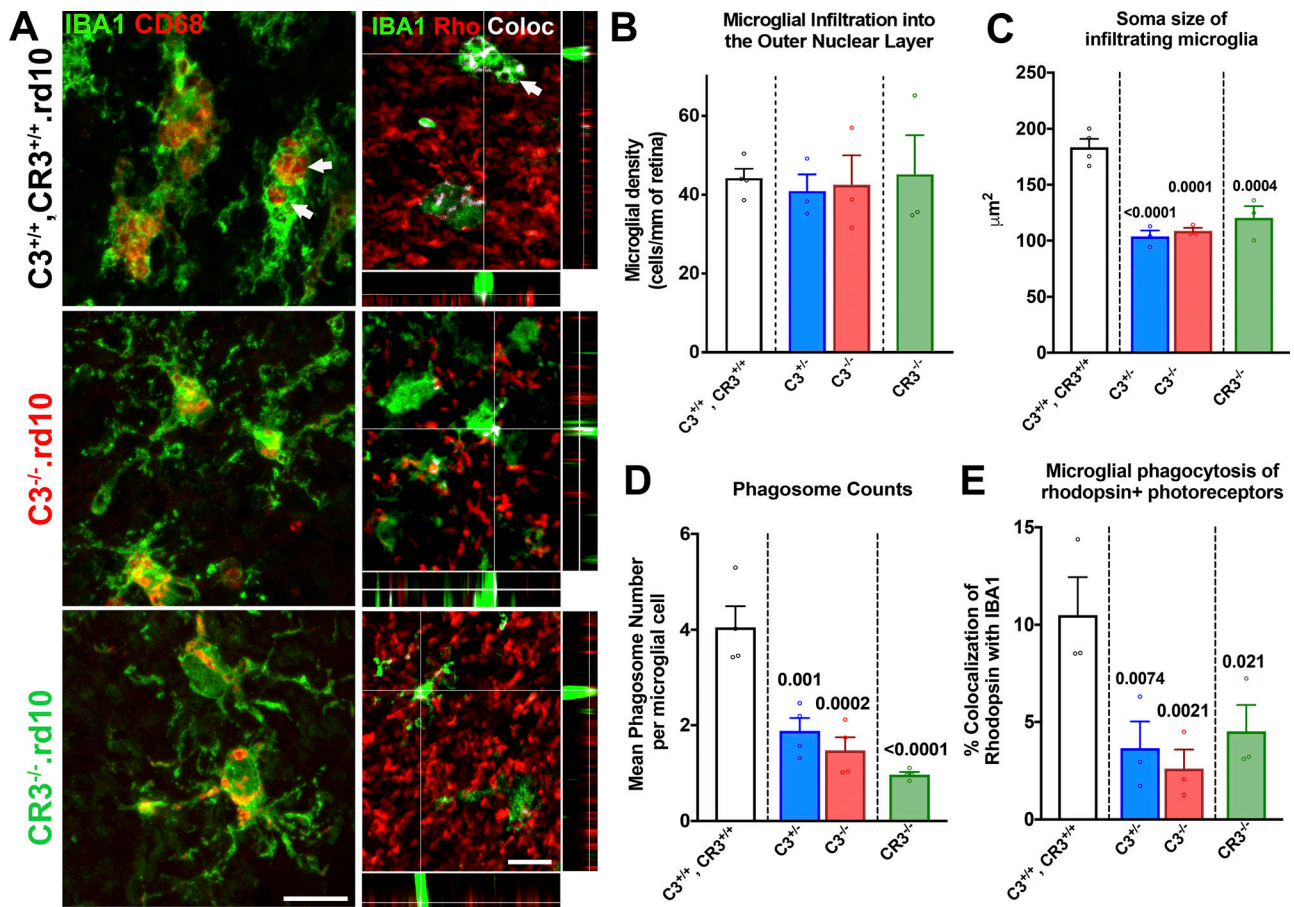 A
IBA1 CD68
IBA1 Rho Coloc
C3+/+, CR3+/+.rd10
C3-/-.rd10
CR3-/-.rd10
B
Microglial Infiltration into
the Outer Nuclear Layer
Microglial density
(cells/mm of retina)
60
40
20
0
C3+/+, CR3+/+
C3+/-
C3-/-
CR3-/-
C
Soma size of
infiltrating microglia
μm2
250
200
150
100
50
0
<0.0001
0.0001
0.0004
C3+/+, CR3+/+
C3+/-
C3-/-
CR3-/-
D
Phagosome Counts
Mean Phagosome Number
per microglial cell
6
4
2
0
0.001
0.0002
<0.0001
C3+/+, CR3+/+
C3+/-
C3-/-
CR3-/-
E
Microglial phagocytosis of
rhodopsin+ photoreceptors
% Colocalization of
Rhodopsin with IBA1
15
10
5
0
0.0074
0.0021
0.021
C3+/+, CR3+/+
C3+/-
C3-/-
CR3-/-